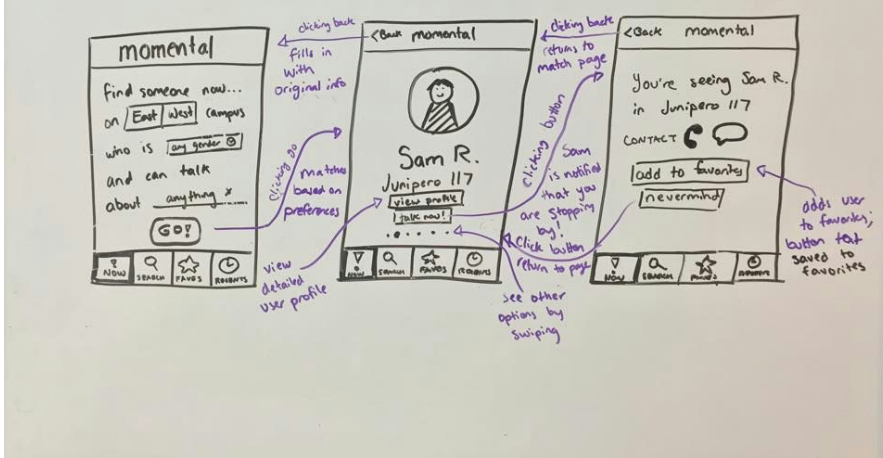 momental
find someone now...
on East West campus
who is any gender
and can talk
about anything x
GO!
NOW SEARCH FAVES RECENTS
clicking back
fills in
with
original info
Clicking go
matches
based on
preferences
view
detailed
user profile
<Back momental
Sam R.
Junipero 117
view profile
talk now!
NOW SEARCH FAVES RECENTS
clicking back
returns to
match page
Clicking button
Sam
is notified
that you
are stopping
by!
Click button
return to page
see other
options by
swiping
<Back momental
You're seeing Sam R.
in Junipero 117
CONTACT
add to favorites
nevermind
NOW SEARCH FAVES
adds user
to favorites;
button text
saved to
favorites